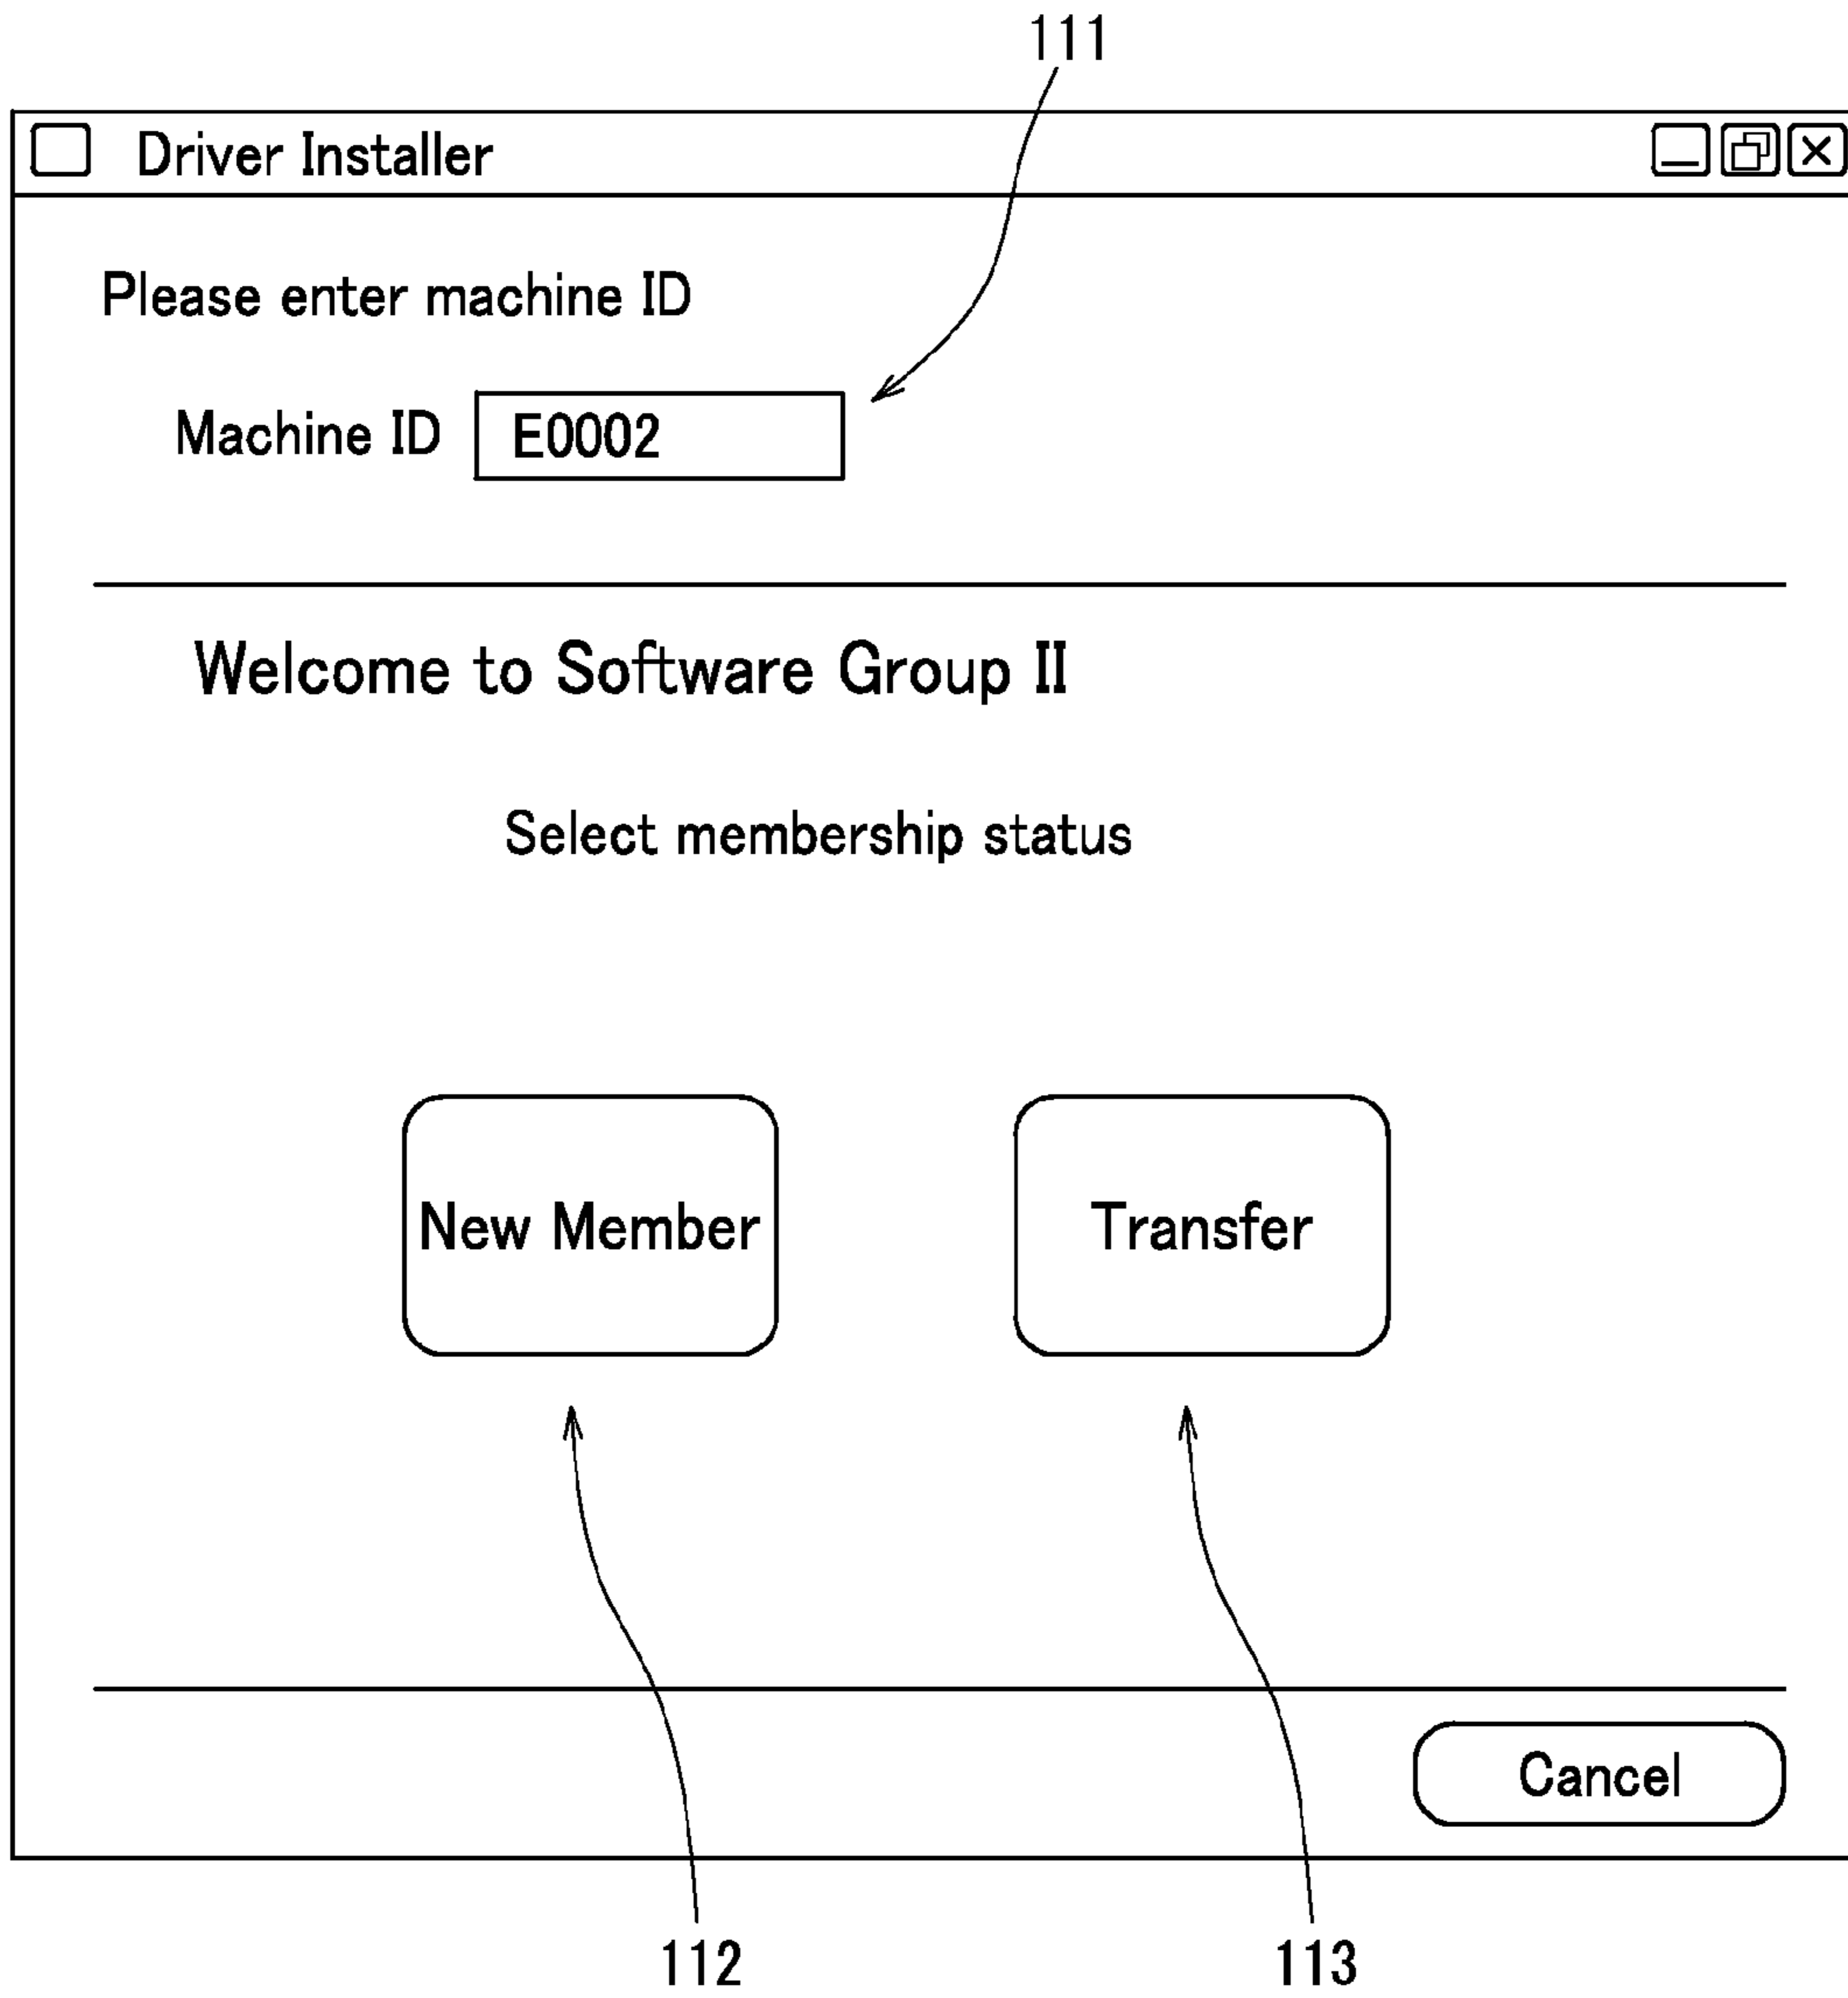 111
Driver Installer
Please enter machine ID
Machine ID E0002
Welcome to Software Group II
Select membership status
New Member Transfer
Cancel
112 113